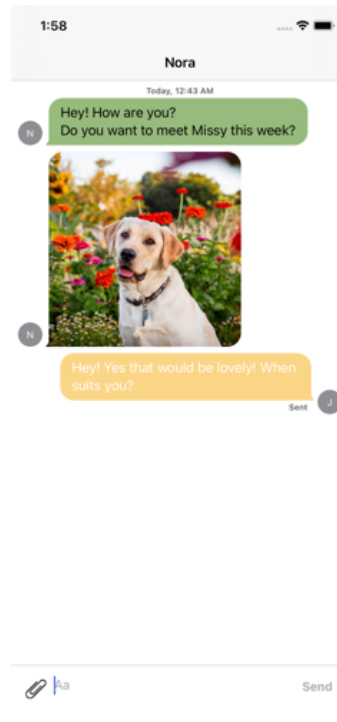 1:58
Nora
Today, 12:43 AM
Hey! How are you?
Do you want to meet Missy this week?
N
N
Hey! Yes that would be lovely! When
suits you?
Sent
J
Aa
Send